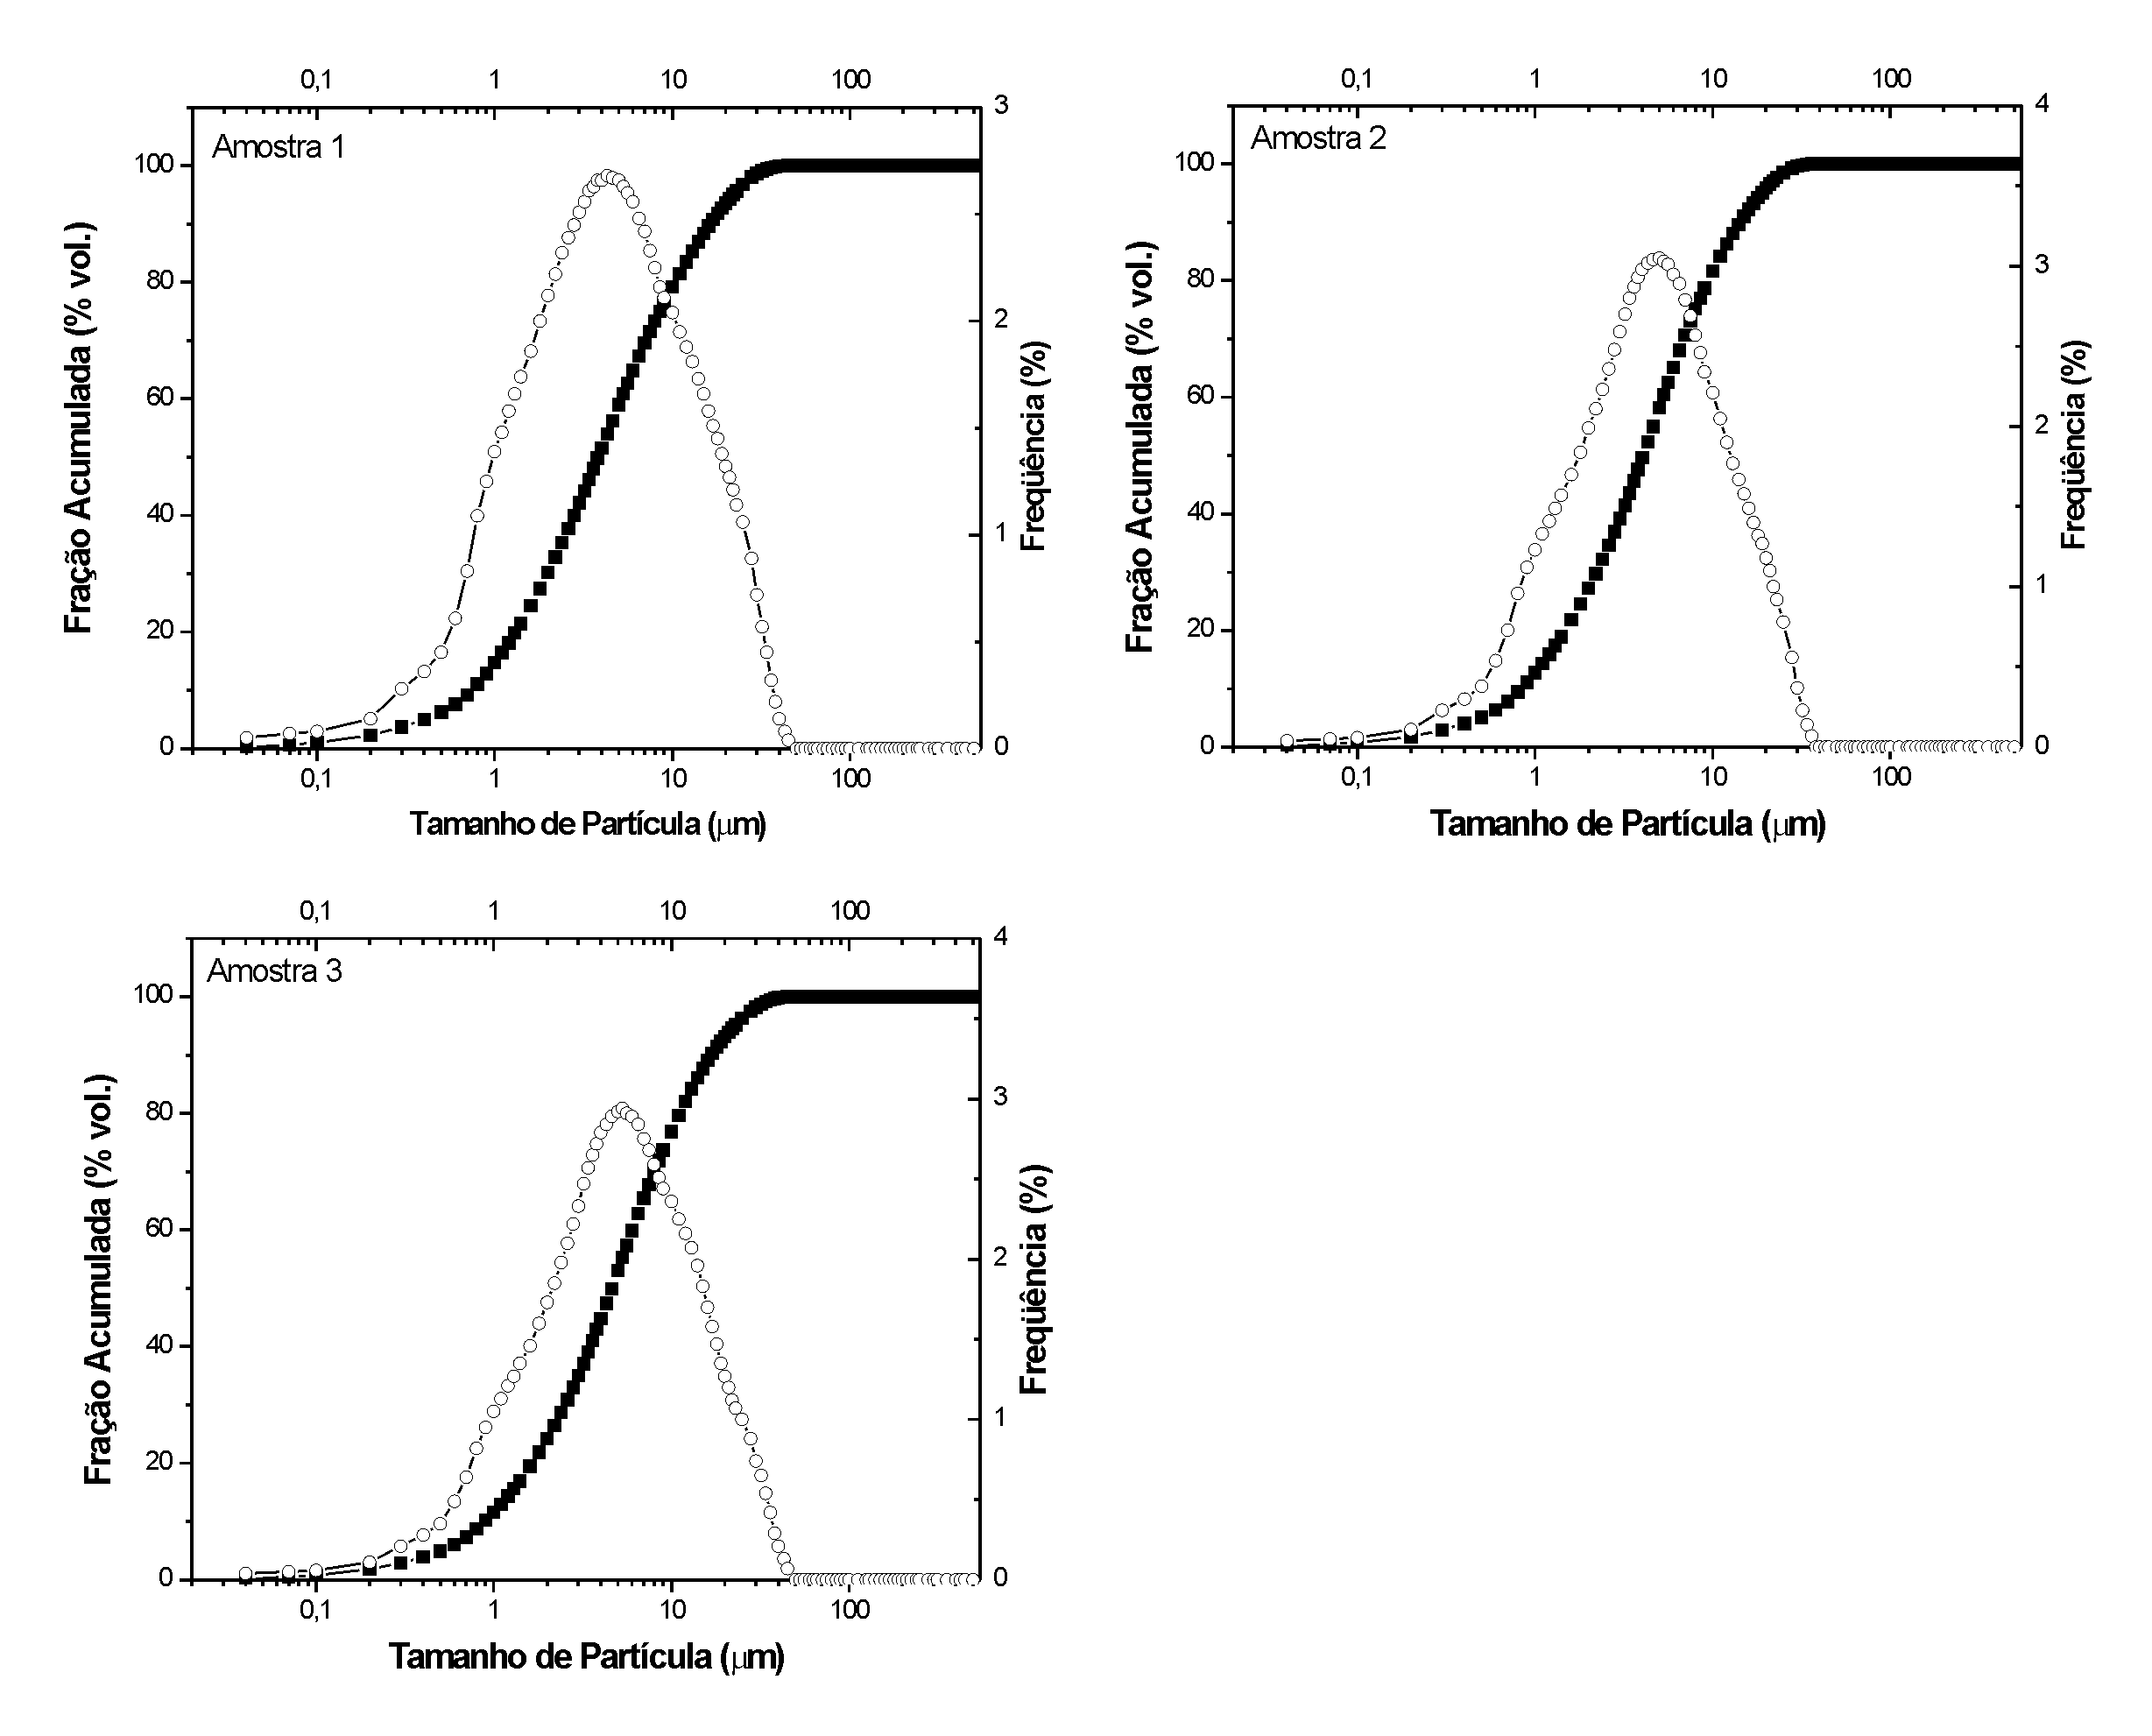 0,1 1 10 100
Amostra 1
Fração Acumulada (% vol.)
100
80
60
40
20
0
3
2
1
0
Freqüência (%)
0,1 1 10 100
Tamanho de Partícula (μm)
0,1 1 10 100
Amostra 2
Fração Acumulada (% vol.)
100
80
60
40
20
0
4
3
2
1
0
Freqüência (%)
0,1 1 10 100
Tamanho de Partícula (μm)
0,1 1 10 100
Amostra 3
Fração Acumulada (% vol.)
100
80
60
40
20
0
4
3
2
1
0
Freqüência (%)
0,1 1 10 100
Tamanho de Partícula (μm)